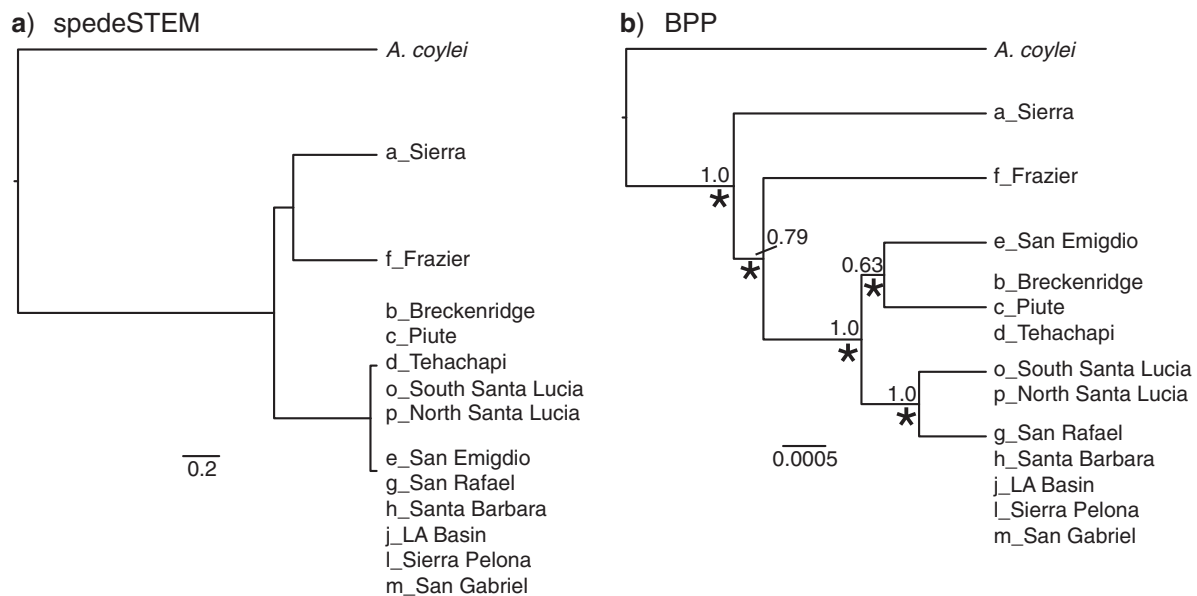 a) spedeSTEM
A. coylei
a_Sierra
f_Frazier
b_Breckenridge
c_Piute
d_Tehachapi
o_South Santa Lucia
p_North Santa Lucia
e_San Emigdio
g_San Rafael
h_Santa Barbara
j_LA Basin
l_Sierra Pelona
m_San Gabriel
0.2
b) BPP
A. coylei
a_Sierra
1.0
f_Frazier
0.79
e_San Emigdio
0.63
b_Breckenridge
c_Piute
d_Tehachapi
1.0
o_South Santa Lucia
p_North Santa Lucia
1.0
g_San Rafael
h_Santa Barbara
j_LA Basin
l_Sierra Pelona
m_San Gabriel
0.0005